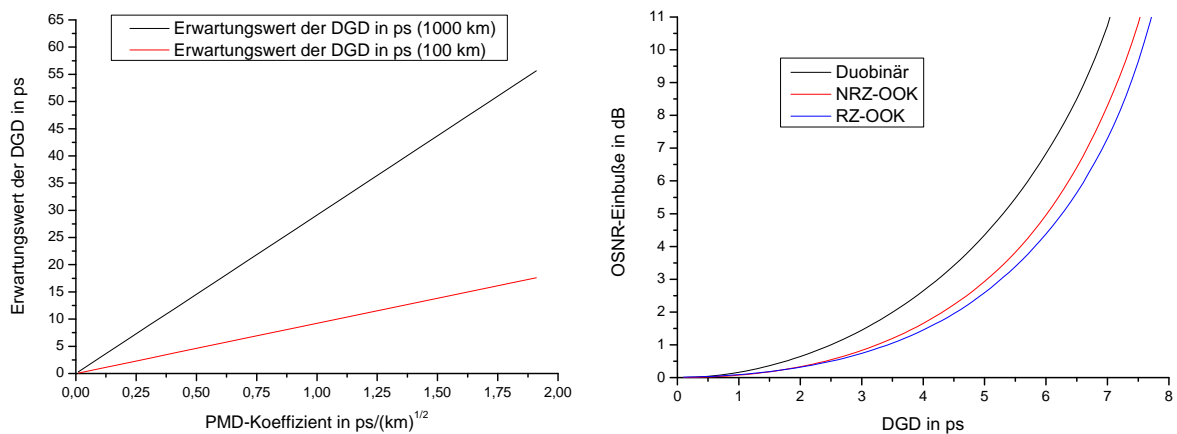 Erwartungswert der DGD in ps
65
60
55
50
45
40
35
30
25
20
15
10
5
0
Erwartungswert der DGD in ps (1000 km)
Erwartungswert der DGD in ps (100 km)
0,00 0,25 0,50 0,75 1,00 1,25 1,50 1,75 2,00
PMD-Koeffizient in ps/(km)^1/2
OSNR-Einbuße in dB
11
10
9
8
7
6
5
4
3
2
1
0
Duobinär
NRZ-OOK
RZ-OOK
0 1 2 3 4 5 6 7 8
DGD in ps